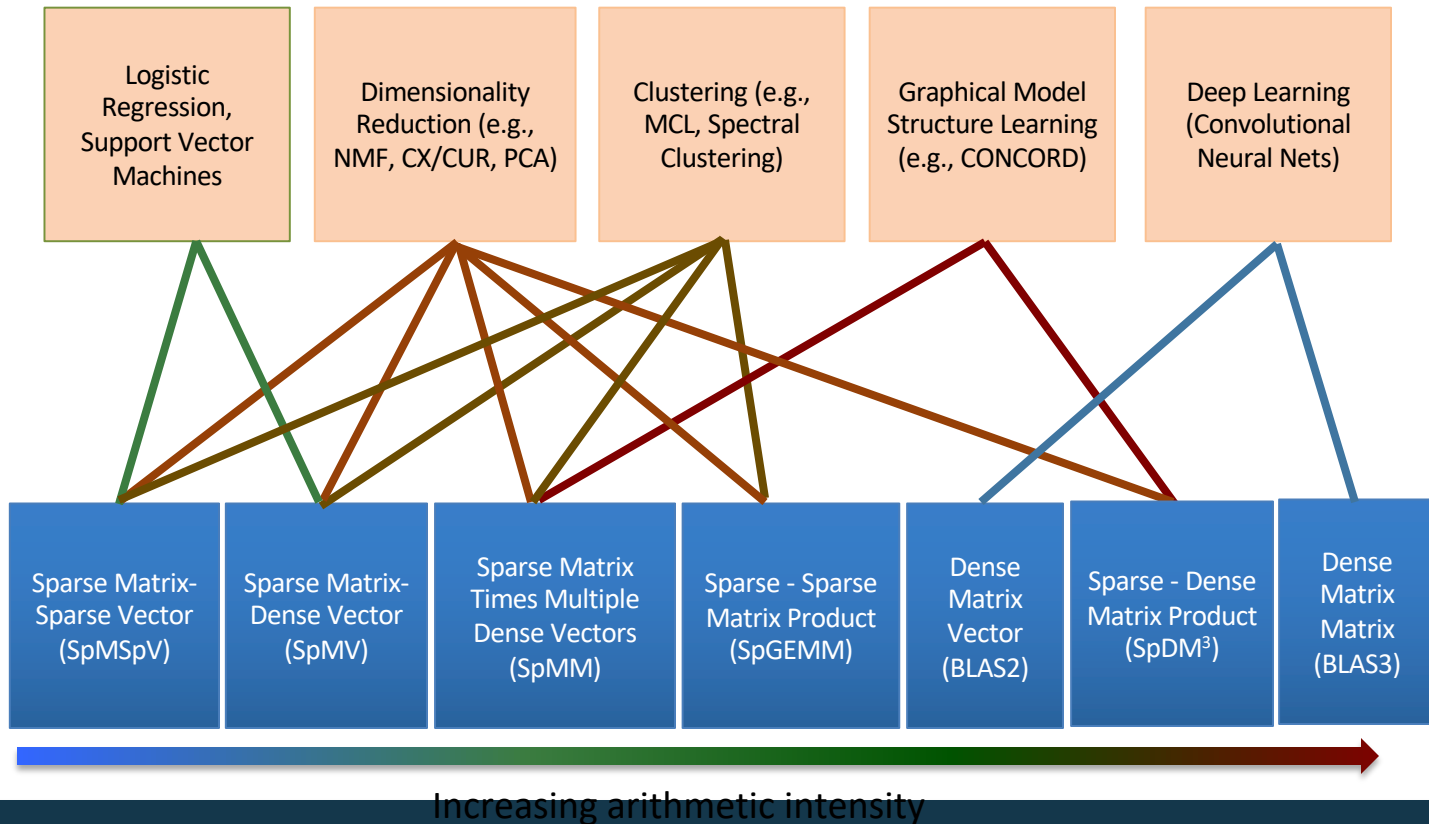 Logistic
Regression,
Support Vector
Machines
Dimensionality
Reduction (e.g.,
NMF, CX/CUR, PCA)
Clustering (e.g.,
MCL, Spectral
Clustering)
Graphical Model
Structure Learning
(e.g., CONCORD)
Deep Learning
(Convolutional
Neural Nets)
Sparse Matrix-
Sparse Vector
(SpMSpV)
Sparse Matrix-
Dense Vector
(SpMV)
Sparse Matrix
Times Multiple
Dense Vectors
(SpMM)
Sparse - Sparse
Matrix Product
(SpGEMM)
Dense
Matrix
Vector
(BLAS2)
Sparse - Dense
Matrix Product
(SpDM³)
Dense
Matrix
Matrix
(BLAS3)
Increasing arithmetic intensity